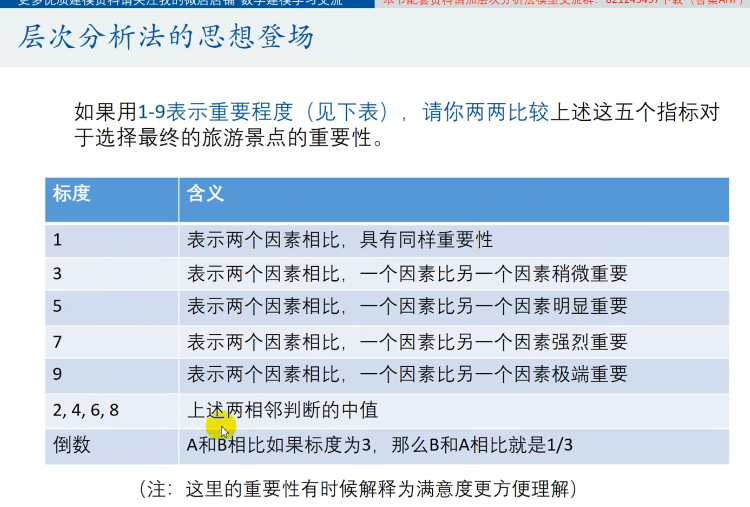 层次分析法的思想登场
如果用1-9表示重要程度（见下表），请你两两比较上述这五个指标对
于选择最终的旅游景点的重要性。
标度 含义
1 表示两个因素相比，具有同样重要性
3 表示两个因素相比，一个因素比另一个因素稍微重要
5 表示两个因素相比，一个因素比另一个因素明显重要
7 表示两个因素相比，一个因素比另一个因素强烈重要
9 表示两个因素相比，一个因素比另一个因素极端重要
2, 4, 6, 8 上述两相邻判断的中值
倒数 A和B相比如果标度为3，那么B和A相比就是1/3
（注：这里的重要性有时候解释为满意度更方便理解）